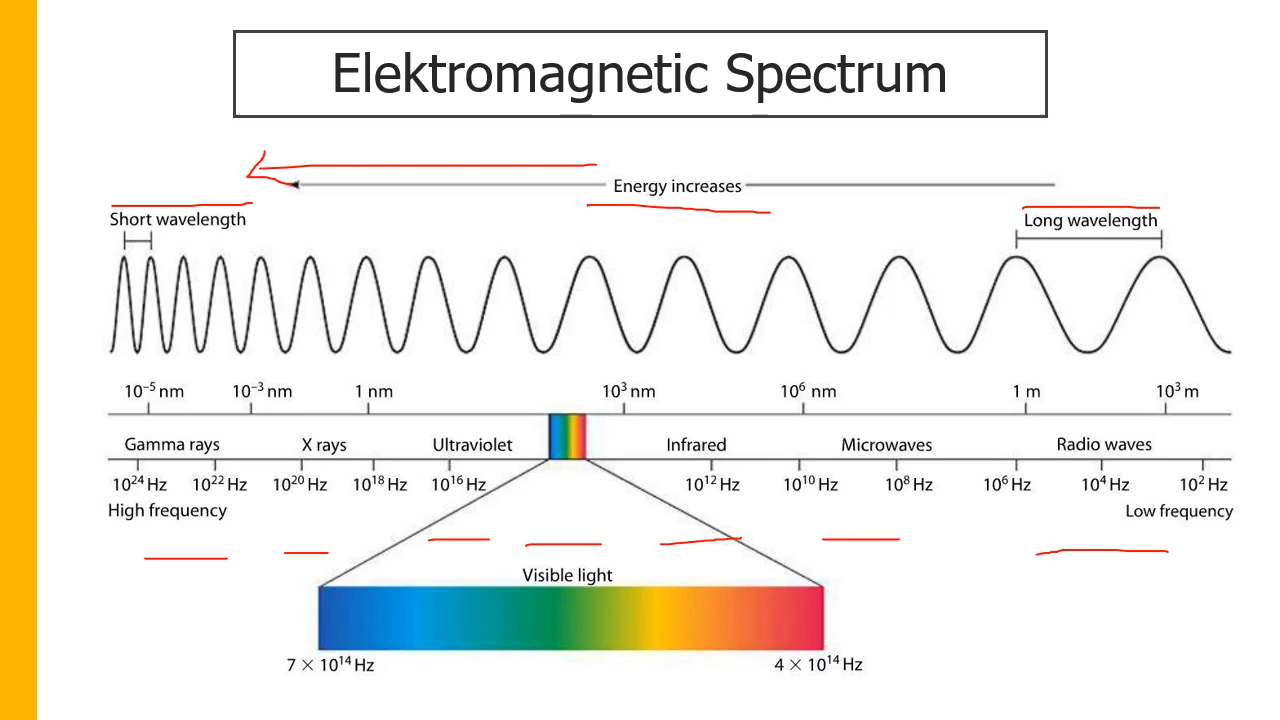 Elektromagnetic Spectrum
Energy increases
Short wavelength
Long wavelength
10⁻⁵ nm 10⁻³ nm 1 nm 10³ nm 10⁶ nm 1 m 10³ m
Gamma rays X rays Ultraviolet Infrared Microwaves Radio waves
10²⁴ Hz 10²² Hz 10²⁰ Hz 10¹⁸ Hz 10¹⁶ Hz 10¹² Hz 10¹⁰ Hz 10⁸ Hz 10⁶ Hz 10⁴ Hz 10² Hz
High frequency Low frequency
Visible light
7 × 10¹⁴ Hz 4 × 10¹⁴ Hz